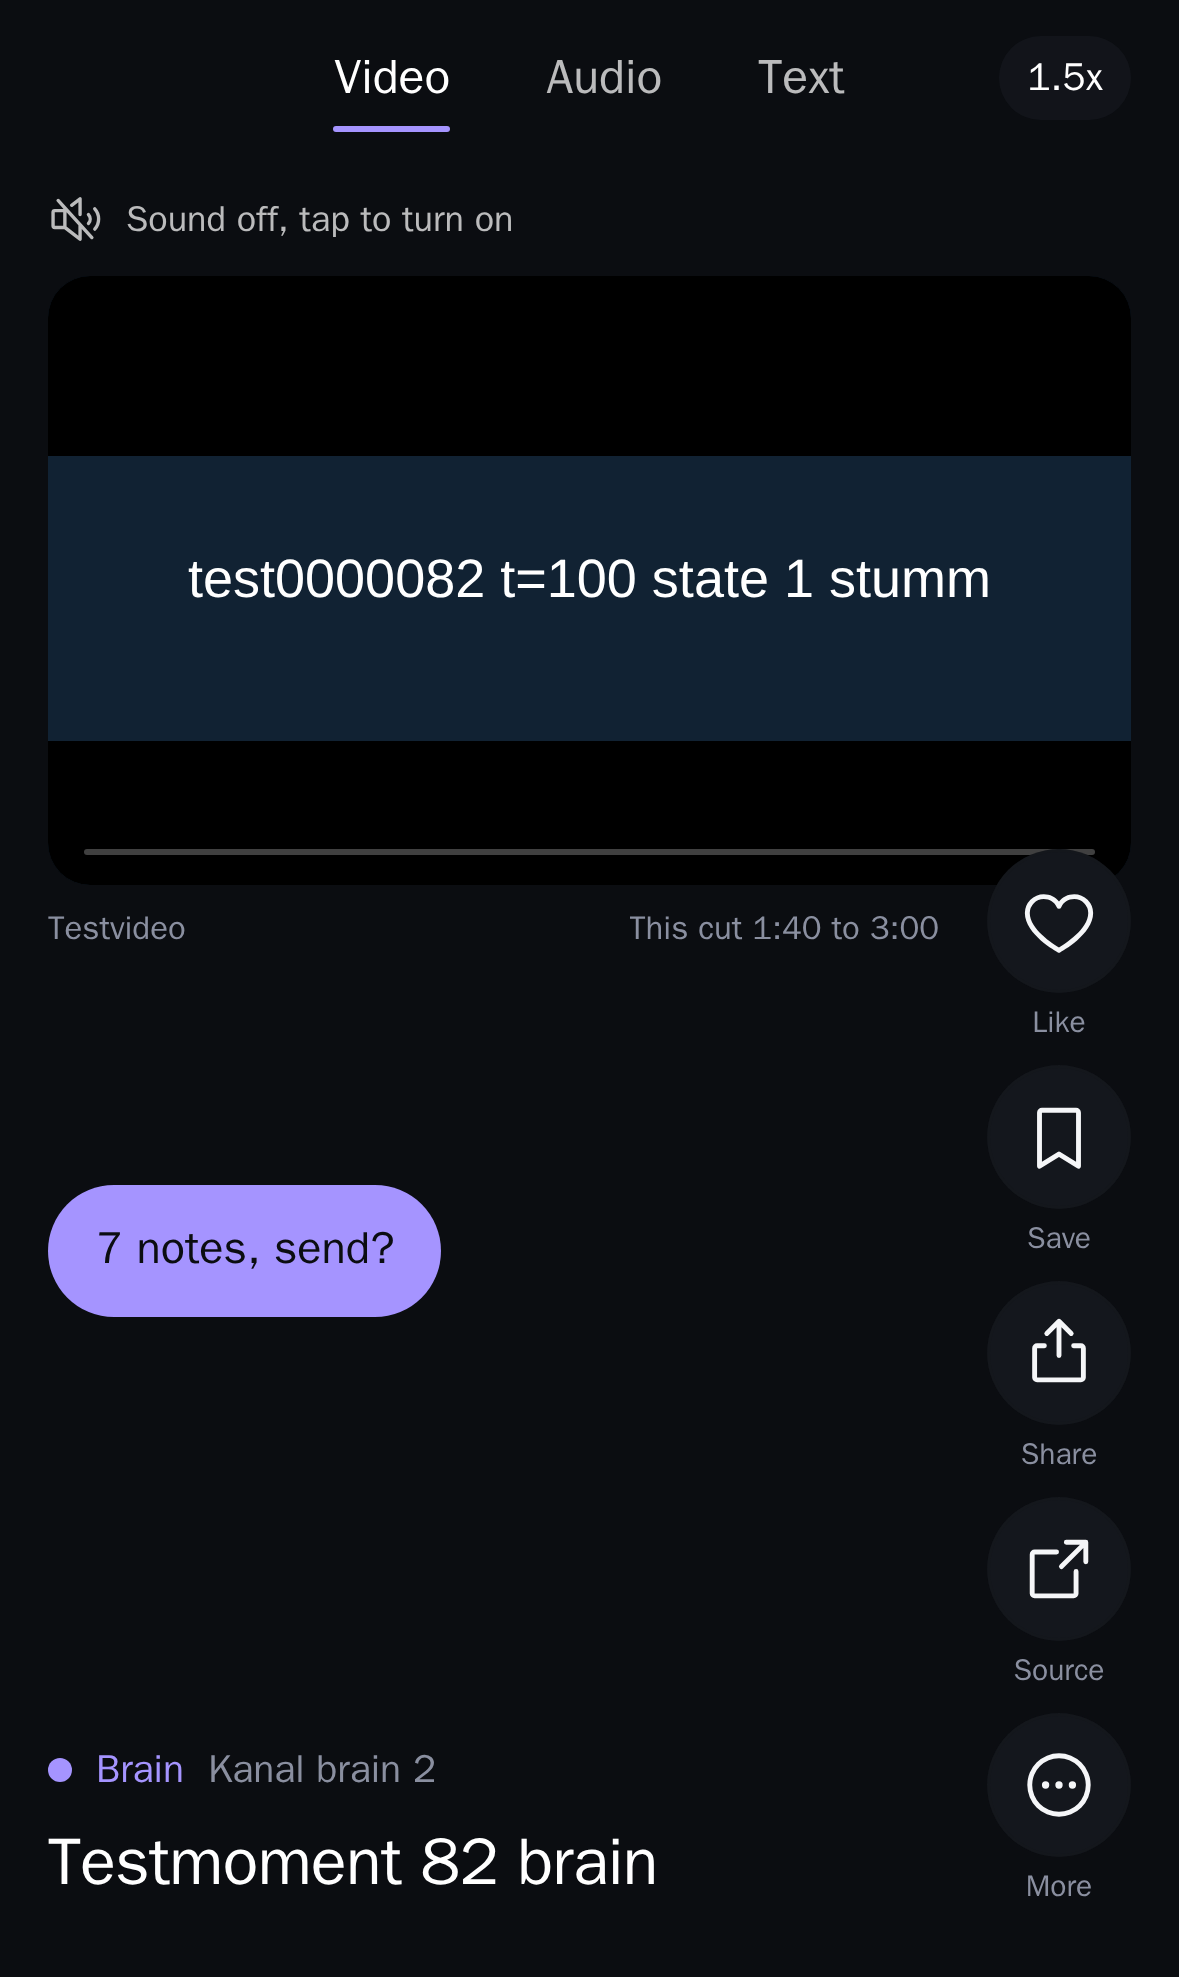 Video Audio Text 1.5x
Sound off, tap to turn on
test0000082 t=100 state 1 stumm
Testvideo This cut 1:40 to 3:00
Like
Save
7 notes, send?
Share
Source
Brain Kanal brain 2
Testmoment 82 brain
More